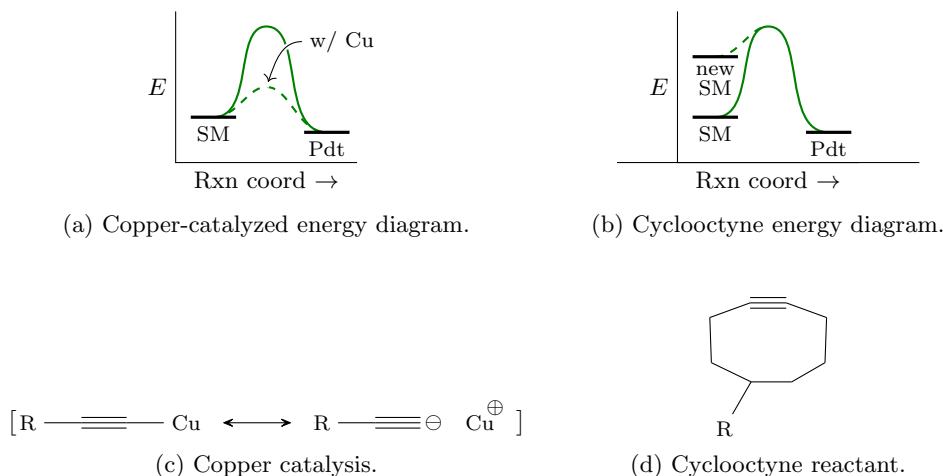 w/ Cu
E
SM
Pdt
Rxn coord →
(a) Copper-catalyzed energy diagram.
new
SM
E
SM
Pdt
Rxn coord →
(b) Cyclooctyne energy diagram.
[ R Cu R ⊖ Cu⊕ ]
(c) Copper catalysis.
R
(d) Cyclooctyne reactant.